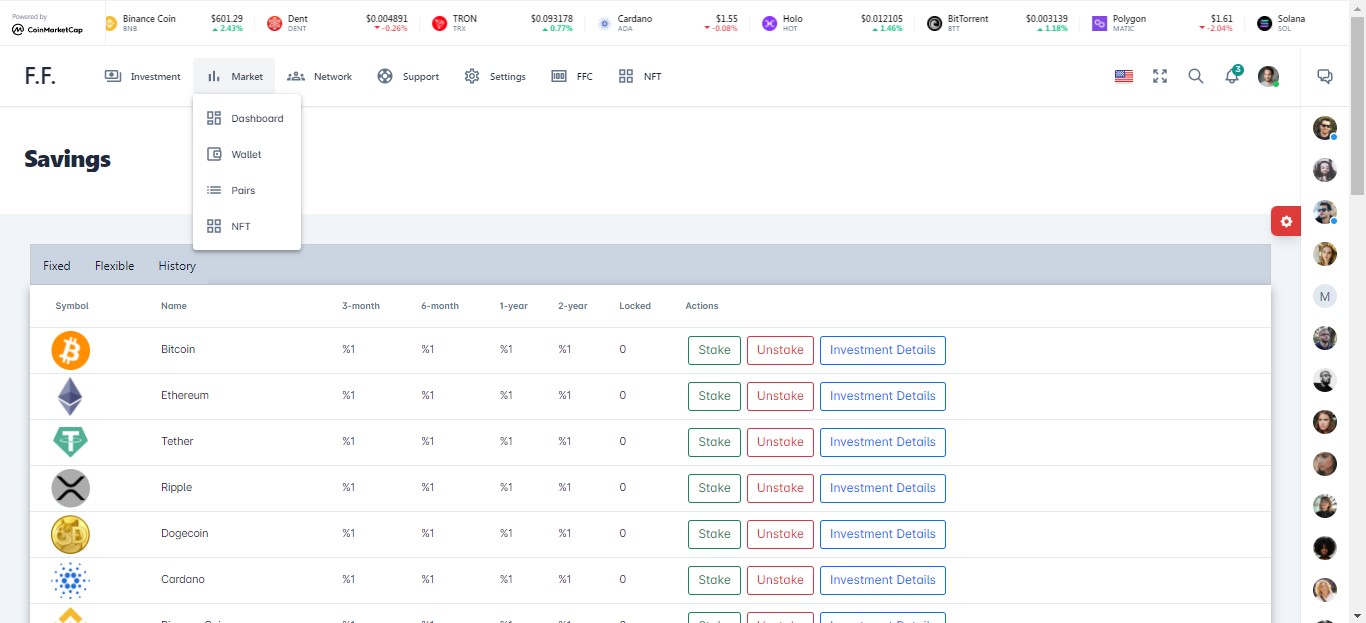 Powered by
CoinMarketCap
Binance Coin $601.29
BNB 2.43%
Dent $0.004891
DENT -0.26%
TRON $0.093178
TRX 0.77%
Cardano $1.55
ADA -0.08%
Holo $0.012105
HOT 1.46%
BitTorrent $0.003139
BTT 1.18%
Polygon $1.61
MATIC -2.04%
Solana
SOL
F.F. Investment Market Network Support Settings FFC NFT 3
Dashboard
Wallet
Pairs
NFT
Savings
M
Fixed Flexible History
Symbol Name 3-month 6-month 1-year 2-year Locked Actions
Bitcoin %1 %1 %1 %1 0 Stake Unstake Investment Details
Ethereum %1 %1 %1 %1 0 Stake Unstake Investment Details
Tether %1 %1 %1 %1 0 Stake Unstake Investment Details
Ripple %1 %1 %1 %1 0 Stake Unstake Investment Details
Dogecoin %1 %1 %1 %1 0 Stake Unstake Investment Details
Cardano %1 %1 %1 %1 0 Stake Unstake Investment Details